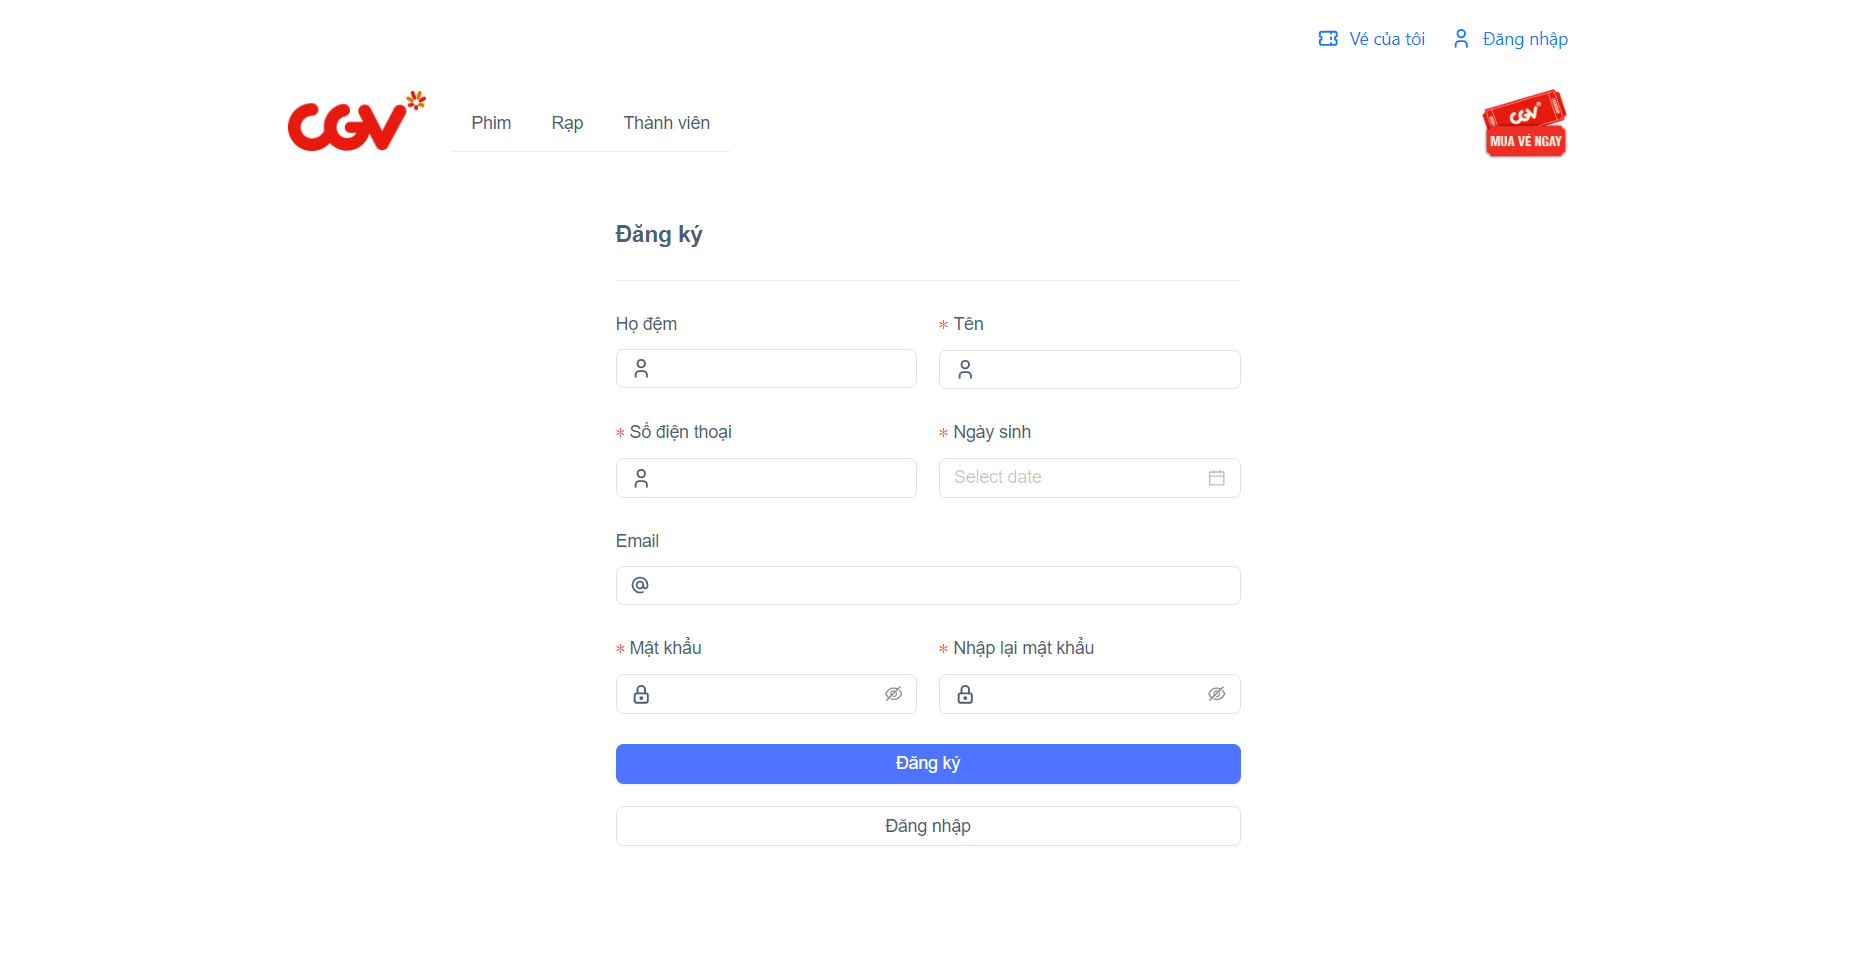 Vé của tôi Đăng nhập
CGV Phim Rạp Thành viên
CGV
MUA VÉ NGAY
Đăng ký
Họ đệm * Tên
* Số điện thoại * Ngày sinh
Select date
Email
* Mật khẩu * Nhập lại mật khẩu
Đăng ký
Đăng nhập